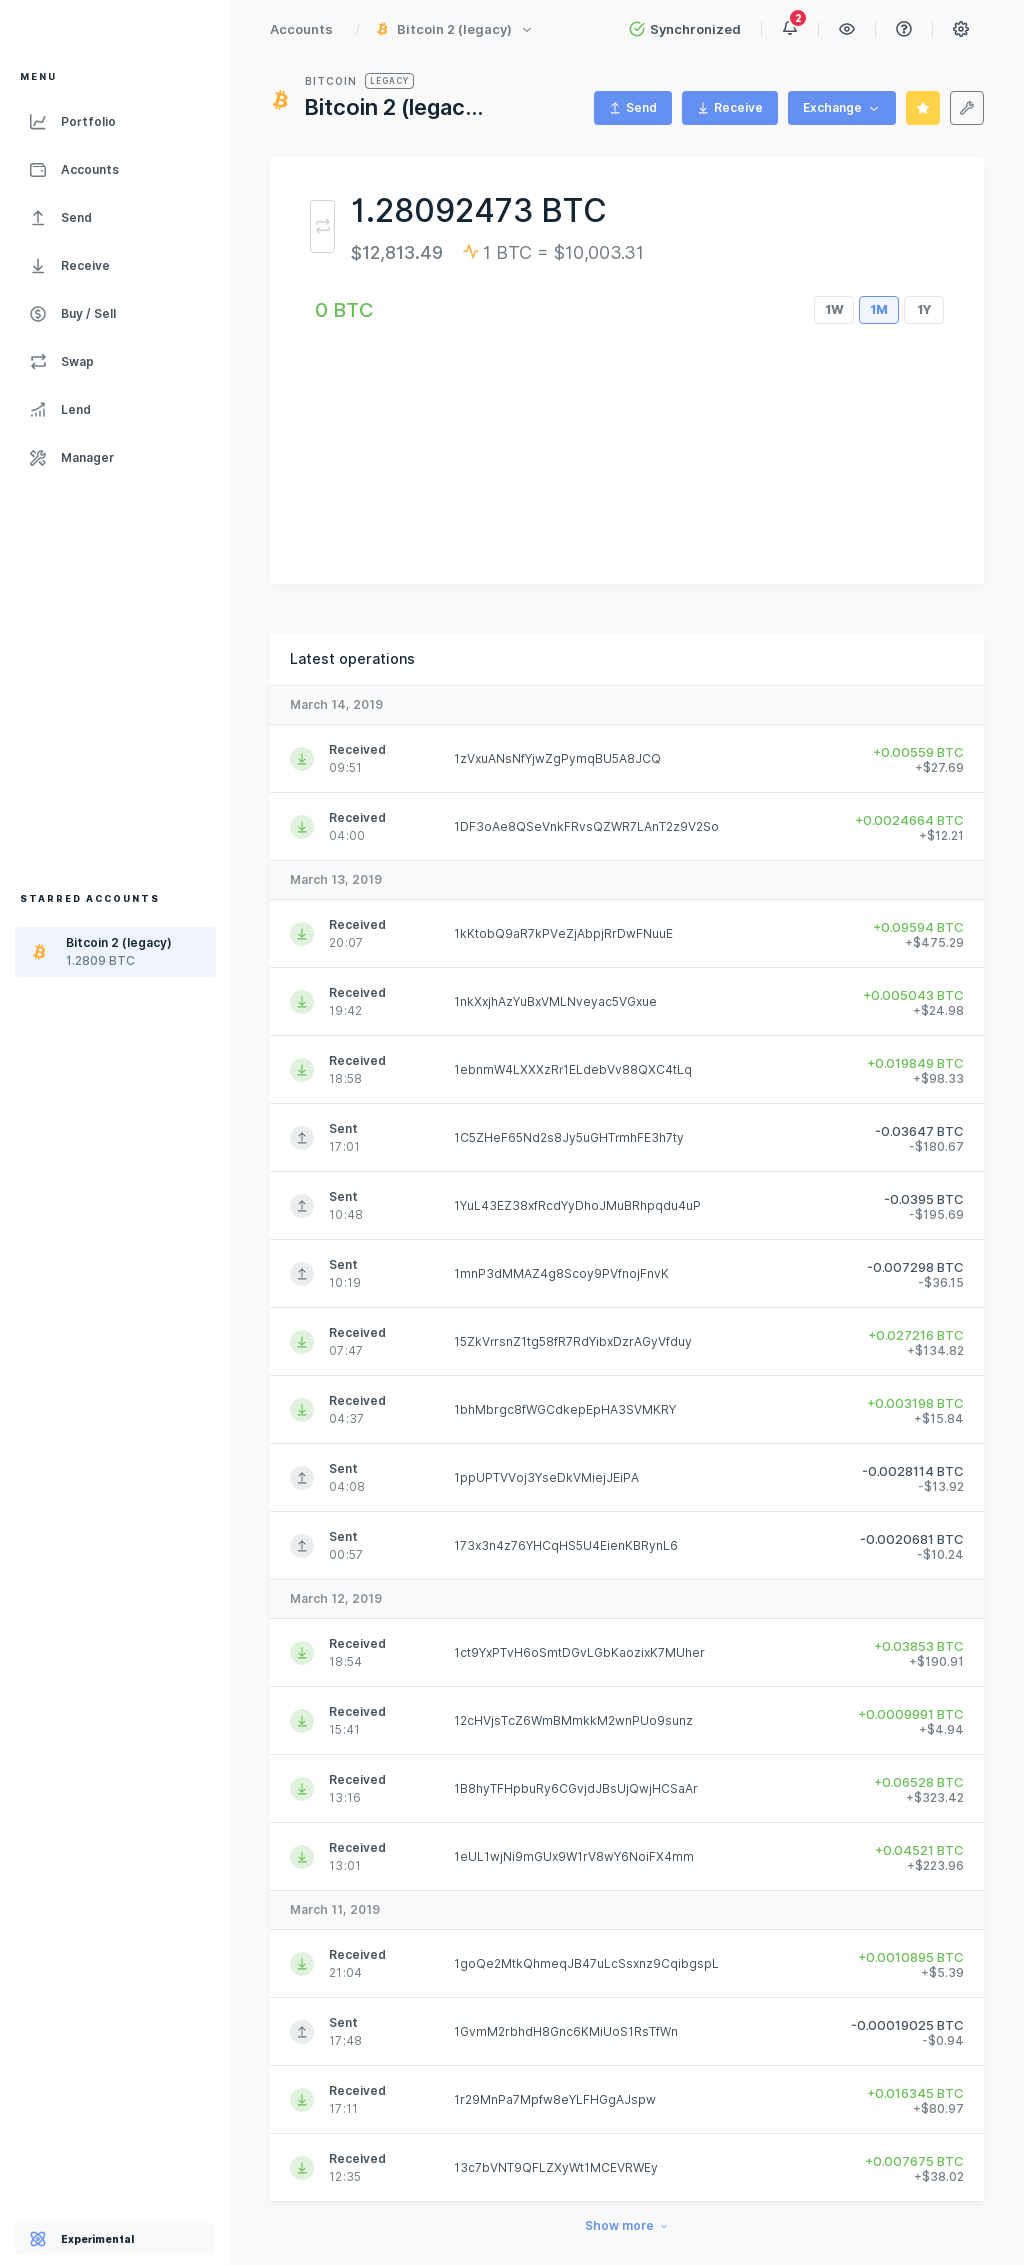 Accounts / Bitcoin 2 (legacy)
Synchronized
2
MENU
Portfolio
Accounts
Send
Receive
Buy / Sell
Swap
Lend
Manager
STARRED ACCOUNTS
Bitcoin 2 (legacy)
1.2809 BTC
Experimental
BITCOIN LEGACY
Bitcoin 2 (legac...
Send
Receive
Exchange
1.28092473 BTC
$12,813.49 1 BTC = $10,003.31
0 BTC
1W 1M 1Y
Latest operations
March 14, 2019
Received 09:51 1zVxuANsNfYjwZgPymqBU5A8JCQ +0.00559 BTC +$27.69
Received 04:00 1DF3oAe8QSeVnkFRvsQZWR7LAnT2z9V2So +0.0024664 BTC +$12.21
March 13, 2019
Received 20:07 1kKtobQ9aR7kPVeZjAbpjRrDwFNuuE +0.09594 BTC +$475.29
Received 19:42 1nkXxjhAzYuBxVMLNveyac5VGxue +0.005043 BTC +$24.98
Received 18:58 1ebnmW4LXXXzRr1ELdebVv88QXC4tLq +0.019849 BTC +$98.33
Sent 17:01 1C5ZHeF65Nd2s8Jy5uGHTrmhFE3h7ty -0.03647 BTC -$180.67
Sent 10:48 1YuL43EZ38xfRcdYyDhoJMuBRhpqdu4uP -0.0395 BTC -$195.69
Sent 10:19 1mnP3dMMAZ4g8Scoy9PVfnojFnvK -0.007298 BTC -$36.15
Received 07:47 15ZkVrrsnZ1tg58fR7RdYibxDzrAGyVfduy +0.027216 BTC +$134.82
Received 04:37 1bhMbrgc8fWGCdkepEpHA3SVMKRY +0.003198 BTC +$15.84
Sent 04:08 1ppUPTVVoj3YseDkVMiejJEiPA -0.0028114 BTC -$13.92
Sent 00:57 173x3n4z76YHCqHS5U4EienKBRynL6 -0.0020681 BTC -$10.24
March 12, 2019
Received 18:54 1ct9YxPTvH6oSmtDGvLGbKaozixK7MUher +0.03853 BTC +$190.91
Received 15:41 12cHVjsTcZ6WmBMmkkM2wnPUo9sunz +0.0009991 BTC +$4.94
Received 13:16 1B8hyTFHpbuRy6CGvjdJBsUjQwjHCSaAr +0.06528 BTC +$323.42
Received 13:01 1eUL1wjNi9mGUx9W1rV8wY6NoiFX4mm +0.04521 BTC +$223.96
March 11, 2019
Received 21:04 1goQe2MtkQhmeqJB47uLcSsxnz9CqibgspL +0.0010895 BTC +$5.39
Sent 17:48 1GvmM2rbhdH8Gnc6KMiUoS1RsTfWn -0.00019025 BTC -$0.94
Received 17:11 1r29MnPa7Mpfw8eYLFHGgAJspw +0.016345 BTC +$80.97
Received 12:35 13c7bVNT9QFLZXyWt1MCEVRWEy +0.007675 BTC +$38.02
Show more